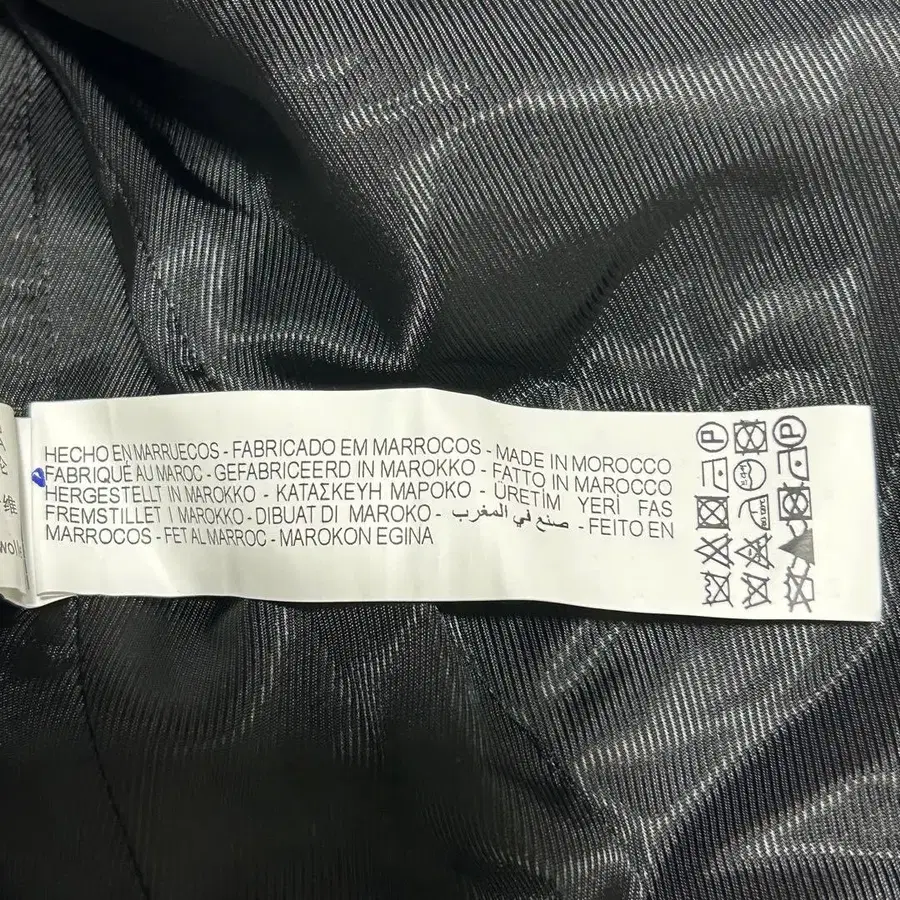 HECHO EN MARRUECOS - FABRICADO EM MARROCOS - MADE IN MOROCCO
FABRIQUÉ AU MAROC - GEFABRICEERD IN MAROKKO - FATTO IN MAROCCO
HERGESTELLT IN MAROKKO - ΚΑΤΑΣΚΕΥΗ ΜΑΡΟΚΟ - ÜRETİM YERİ FAS
FREMSTILLET I MAROKKO - DIBUAT DI MAROKO - صنع في المغرب - FEITO EN
MARROCOS - FET AL MARROC - MAROKON EGINA
P P
维